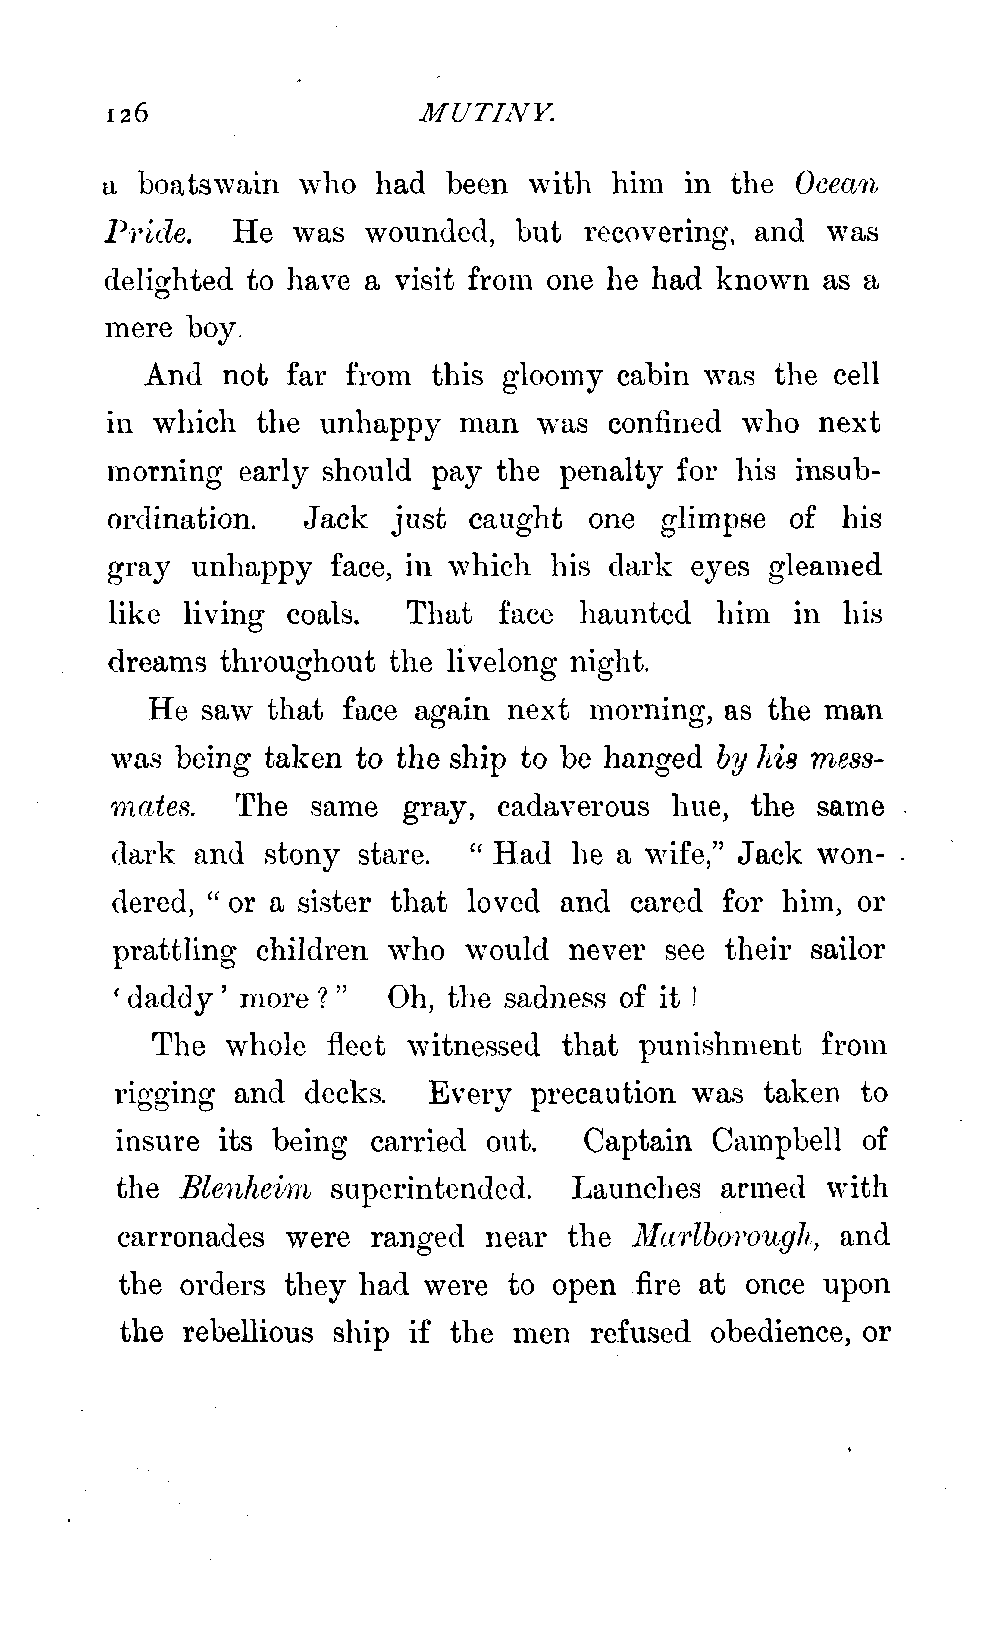 126 MUTINY.
a boatswain who had been with him in the Ocean
Pride. He was wounded, but recovering, and was
delighted to have a visit from one he had known as a
mere boy.
And not far from this gloomy cabin was the cell
in which the unhappy man was confined who next
morning early should pay the penalty for his insub-
ordination. Jack just caught one glimpse of his
gray unhappy face, in which his dark eyes gleamed
like living coals. That face haunted him in his
dreams throughout the livelong night.
He saw that face again next morning, as the man
was being taken to the ship to be hanged by his mess-
mates. The same gray, cadaverous hue, the same
dark and stony stare. “ Had he a wife,” Jack won-
dered, “ or a sister that loved and cared for him, or
prattling children who would never see their sailor
‘ daddy ’ more ? ” Oh, the sadness of it !
The whole fleet witnessed that punishment from
rigging and decks. Every precaution was taken to
insure its being carried out. Captain Campbell of
the Blenheim superintended. Launches armed with
carronades were ranged near the Marlborough, and
the orders they had were to open fire at once upon
the rebellious ship if the men refused obedience, or